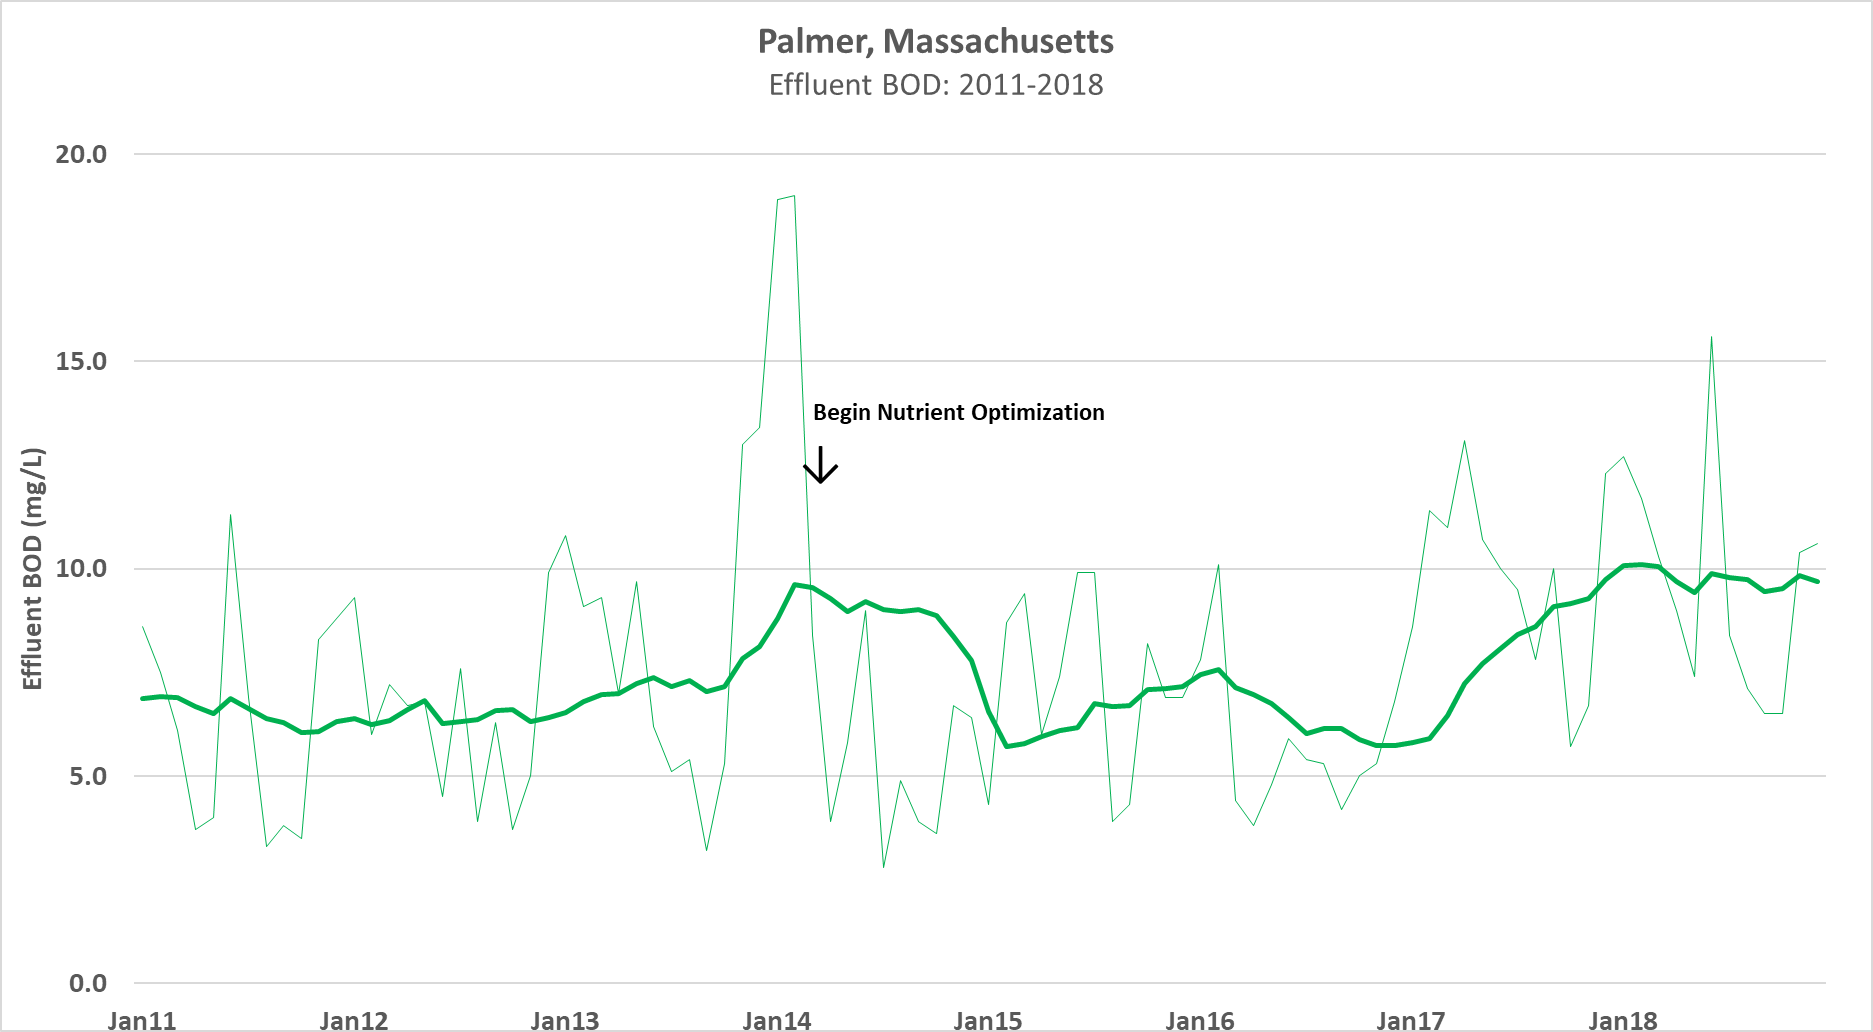 Palmer, Massachusetts
Effluent BOD: 2011-2018
Effluent BOD (mg/L)
20.0
15.0
10.0
5.0
0.0
Begin Nutrient Optimization
Jan11 Jan12 Jan13 Jan14 Jan15 Jan16 Jan17 Jan18